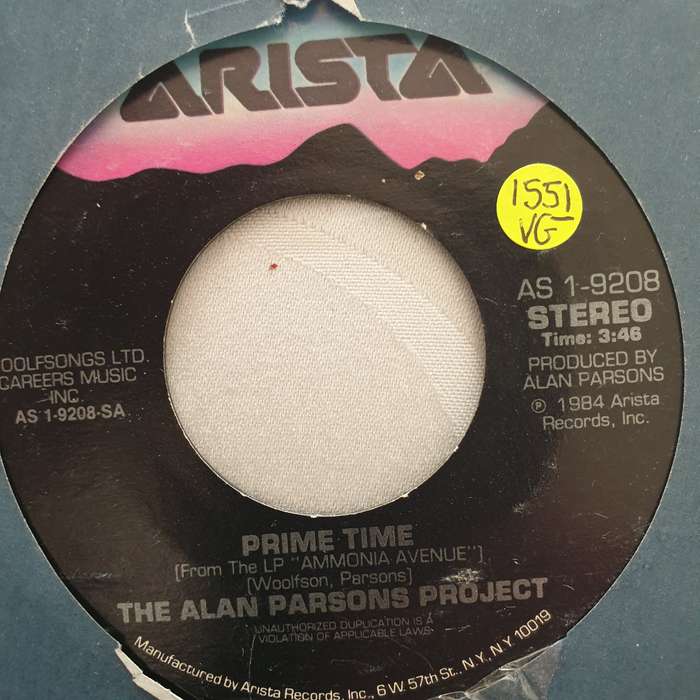 ARISTA
1551
VG
AS 1-9208
STEREO
Time: 3:46
PRODUCED BY
ALAN PARSONS
℗ 1984 Arista
Records, Inc.
OOLFSONGS LTD.
CAREERS MUSIC
INC.
AS 1-9208-SA
PRIME TIME
[From The LP "AMMONIA AVENUE"]
[Woolfson, Parsons]
THE ALAN PARSONS PROJECT
UNAUTHORIZED DUPLICATION IS A
VIOLATION OF APPLICABLE LAWS
Manufactured by Arista Records, Inc., 6 W. 57th St., N.Y., N.Y. 10019